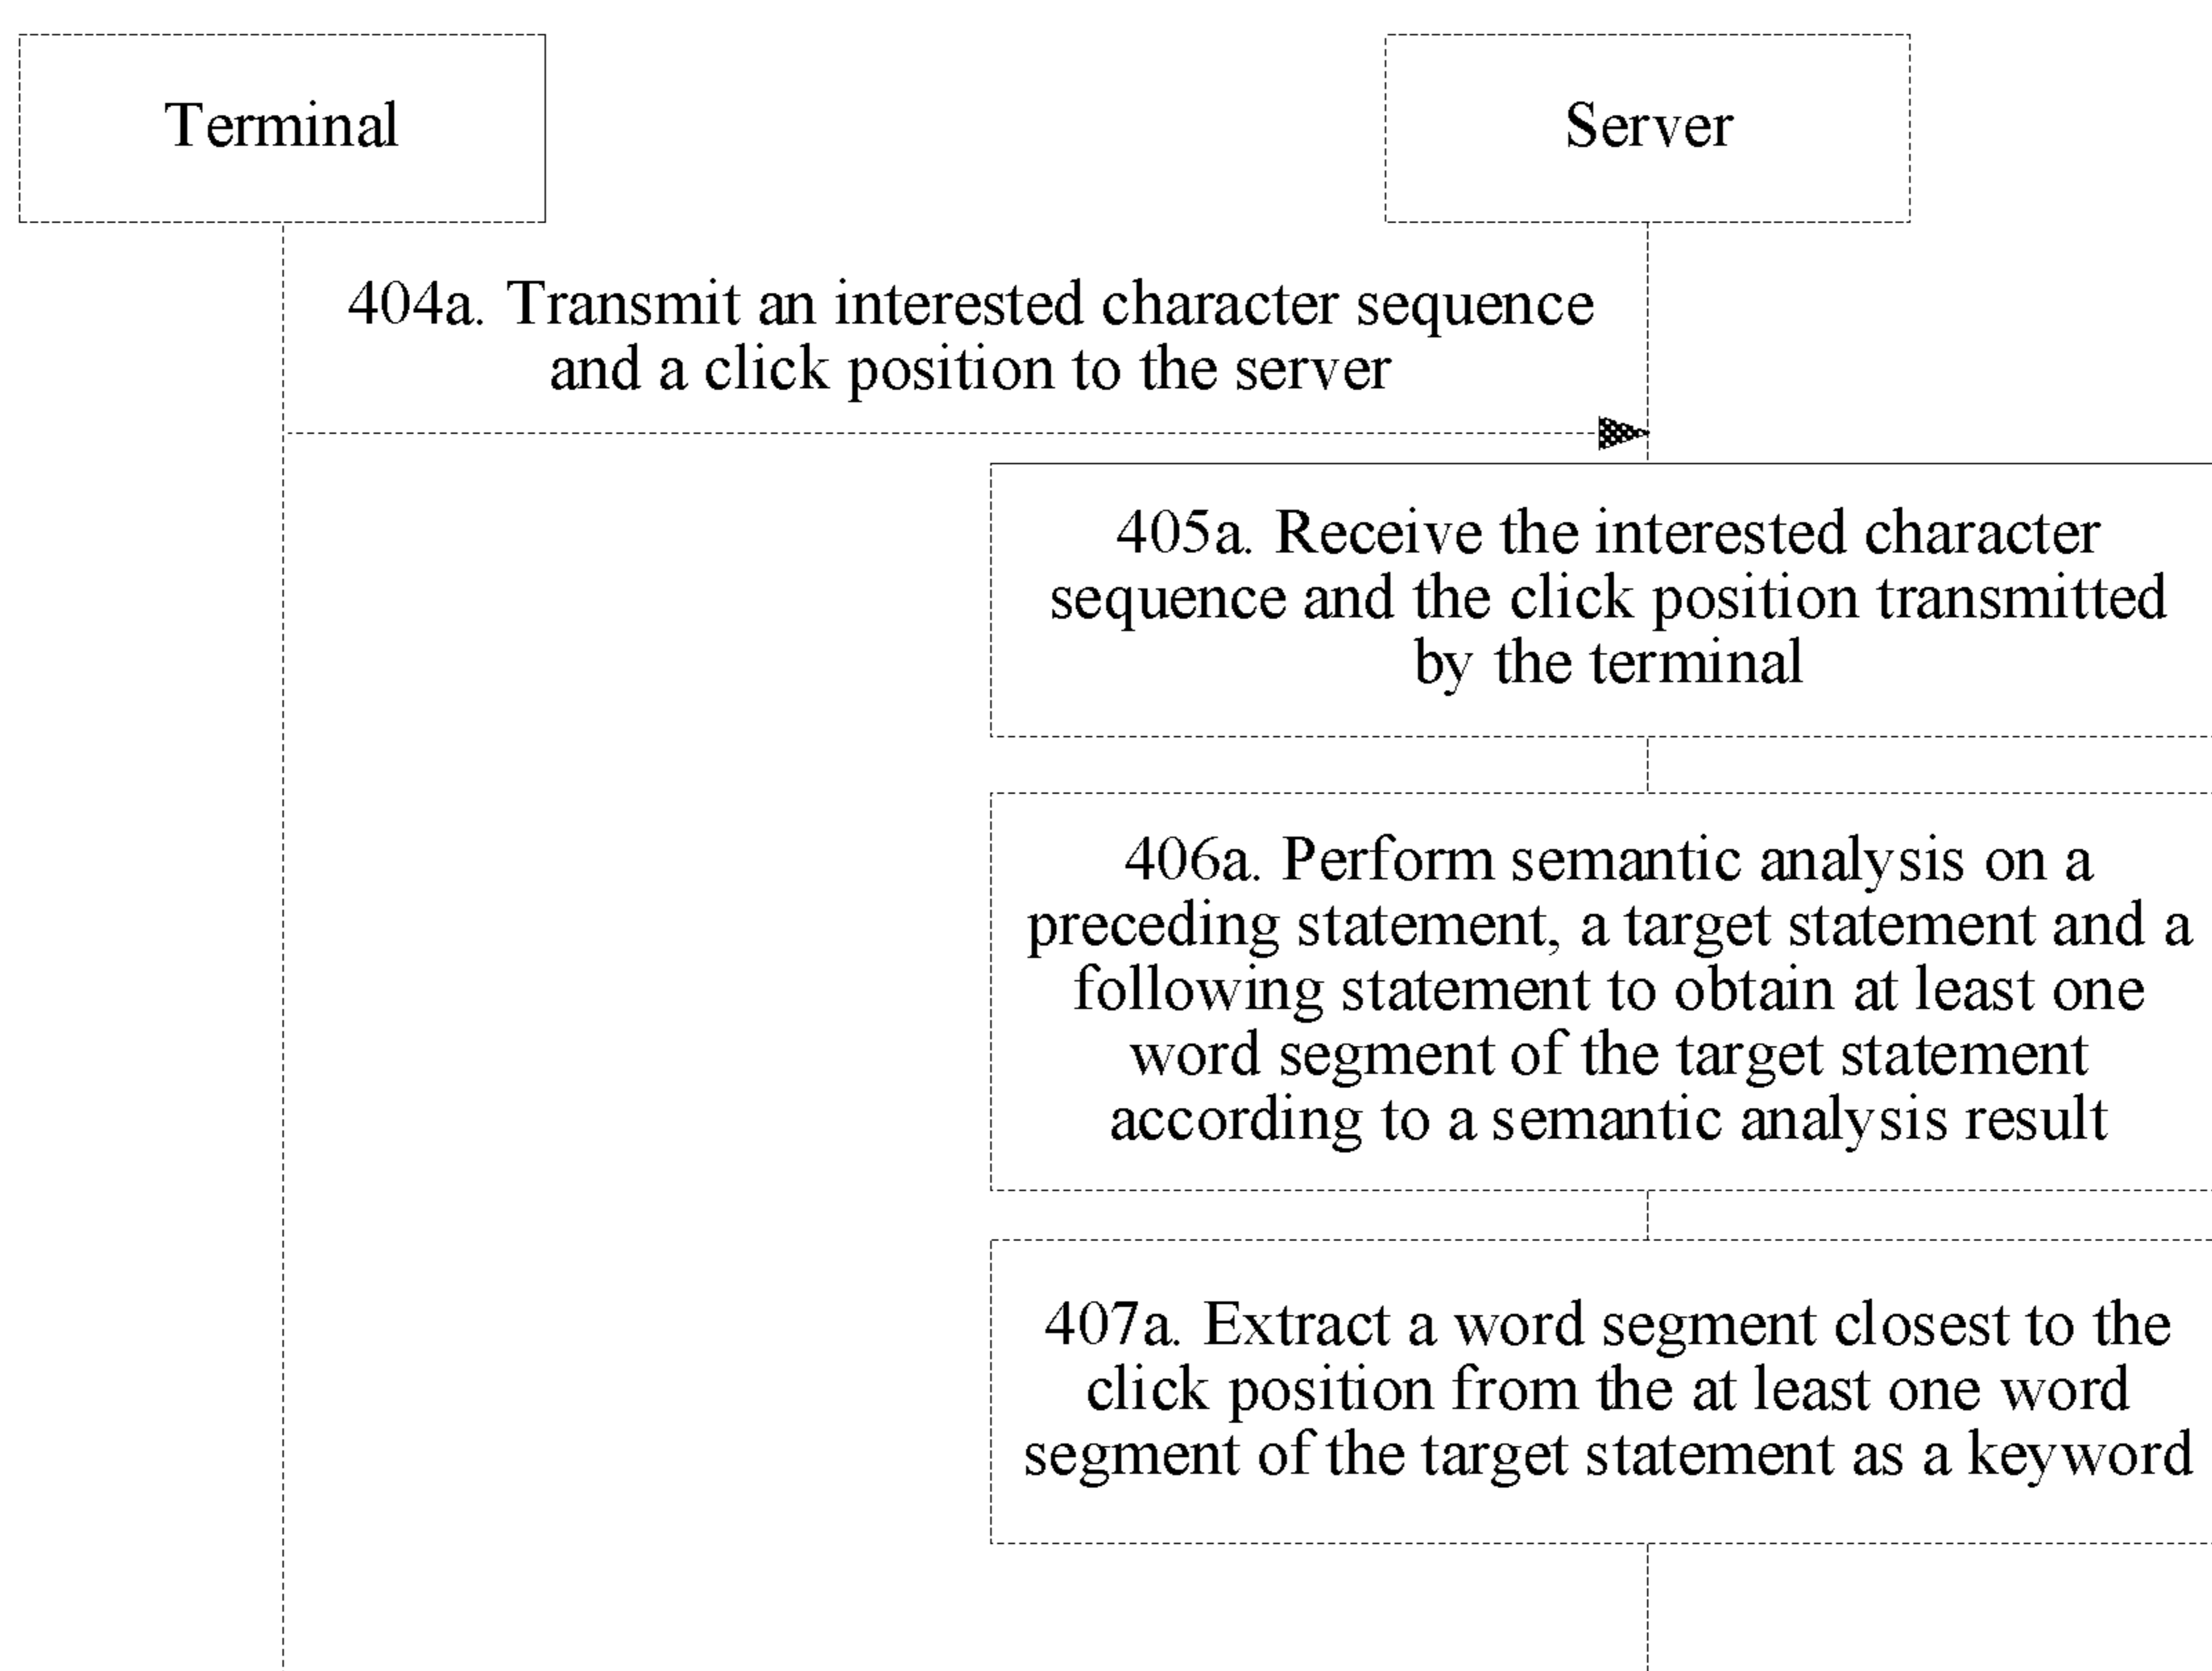 Terminal
Server
404a. Transmit an interested character sequence
and a click position to the server
405a. Receive the interested character
sequence and the click position transmitted
by the terminal
406a. Perform semantic analysis on a
preceding statement, a target statement and a
following statement to obtain at least one
word segment of the target statement
according to a semantic analysis result
407a. Extract a word segment closest to the
click position from the at least one word
segment of the target statement as a keyword